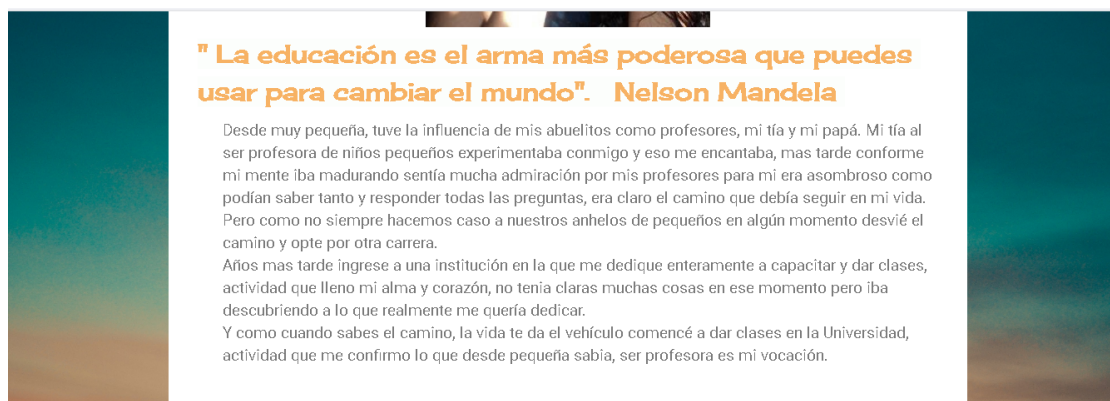 " La educación es el arma más poderosa que puedes
usar para cambiar el mundo".   Nelson Mandela
Desde muy pequeña, tuve la influencia de mis abuelitos como profesores, mi tía y mi papá. Mi tía al
ser profesora de niños pequeños experimentaba conmigo y eso me encantaba, mas tarde conforme
mi mente iba madurando sentía mucha admiración por mis profesores para mi era asombroso como
podían saber tanto y responder todas las preguntas, era claro el camino que debía seguir en mi vida.
Pero como no siempre hacemos caso a nuestros anhelos de pequeños en algún momento desvié el
camino y opte por otra carrera.
Años mas tarde ingrese a una institución en la que me dedique enteramente a capacitar y dar clases,
actividad que lleno mi alma y corazón, no tenia claras muchas cosas en ese momento pero iba
descubriendo a lo que realmente me quería dedicar.
Y como cuando sabes el camino, la vida te da el vehículo comencé a dar clases en la Universidad,
actividad que me confirmo lo que desde pequeña sabia, ser profesora es mi vocación.